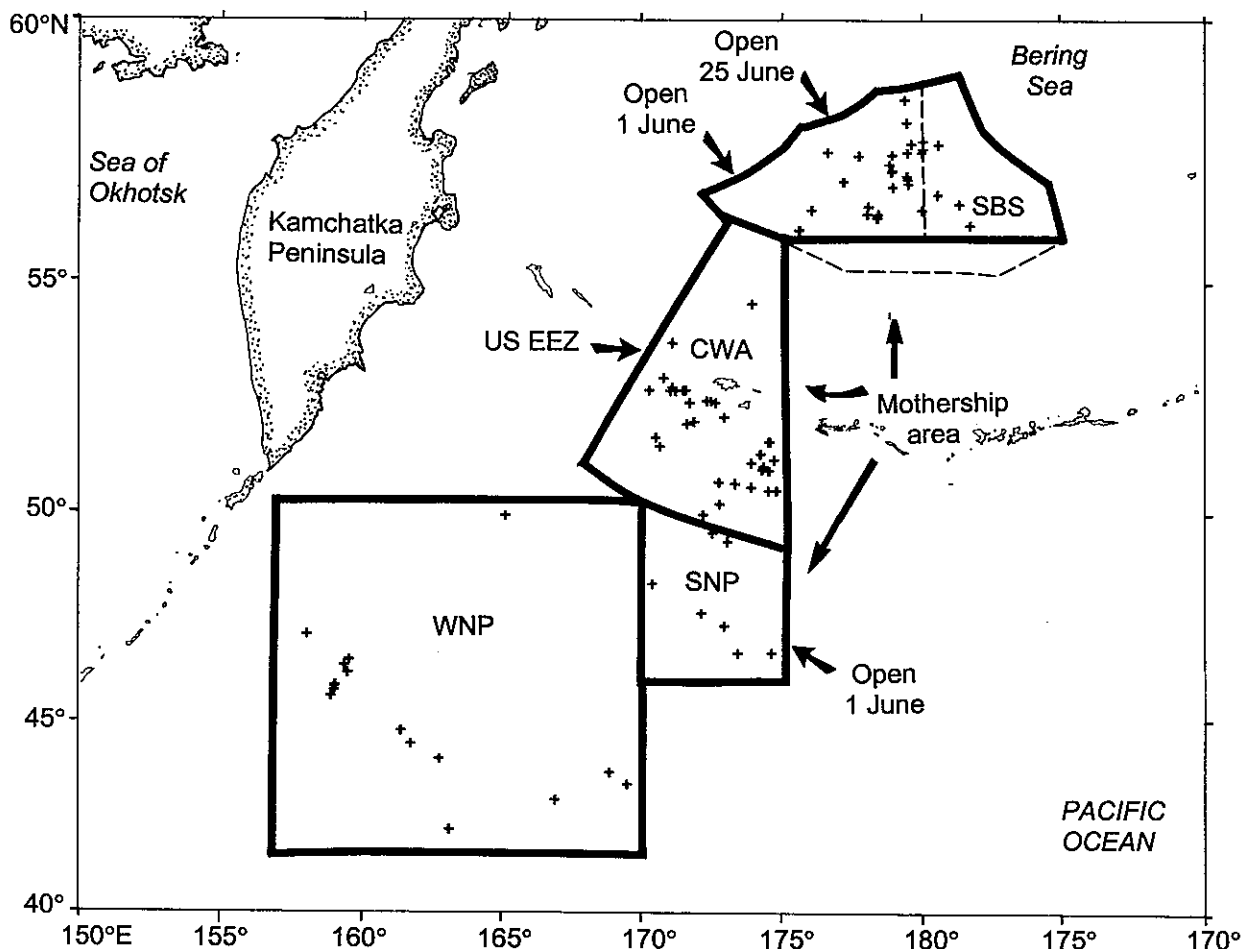 60°N
Open
25 June
Bering
Sea
Open
1 June
Sea of
Okhotsk
Kamchatka
Peninsula
SBS
55°
US EEZ
CWA
Mothership
area
50°
SNP
WNP
Open
1 June
45°
PACIFIC
OCEAN
40°
150°E
155°
160°
165°
170°
175°
180°
175°
170°